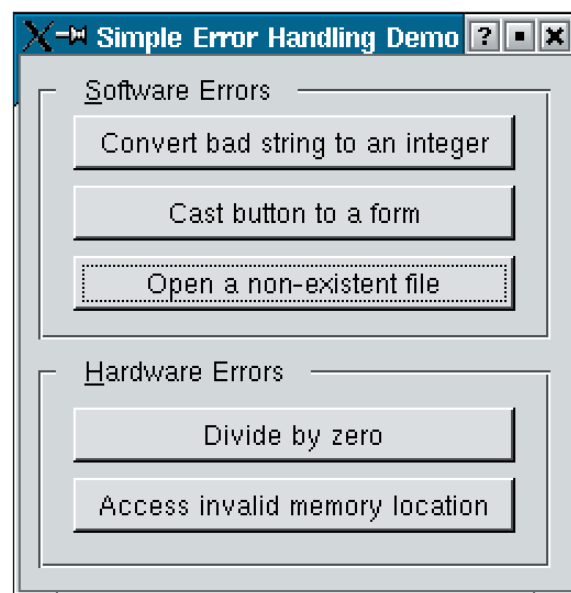 Simple Error Handling Demo ?
Software Errors
Convert bad string to an integer
Cast button to a form
Open a non-existent file
Hardware Errors
Divide by zero
Access invalid memory location